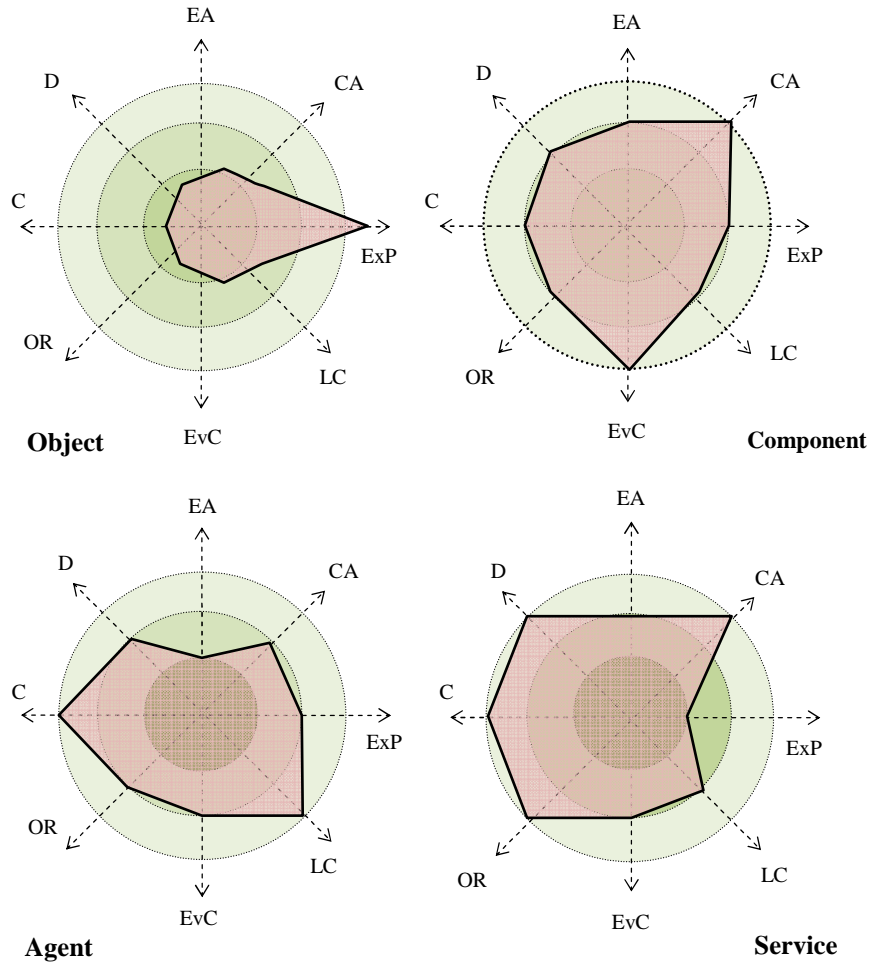 EA
D
CA
C
ExP
OR
LC
EvC
Object
EA
D
CA
C
ExP
OR
LC
EvC
Component
EA
D
CA
C
ExP
OR
LC
EvC
Agent
EA
D
CA
C
ExP
OR
LC
EvC
Service